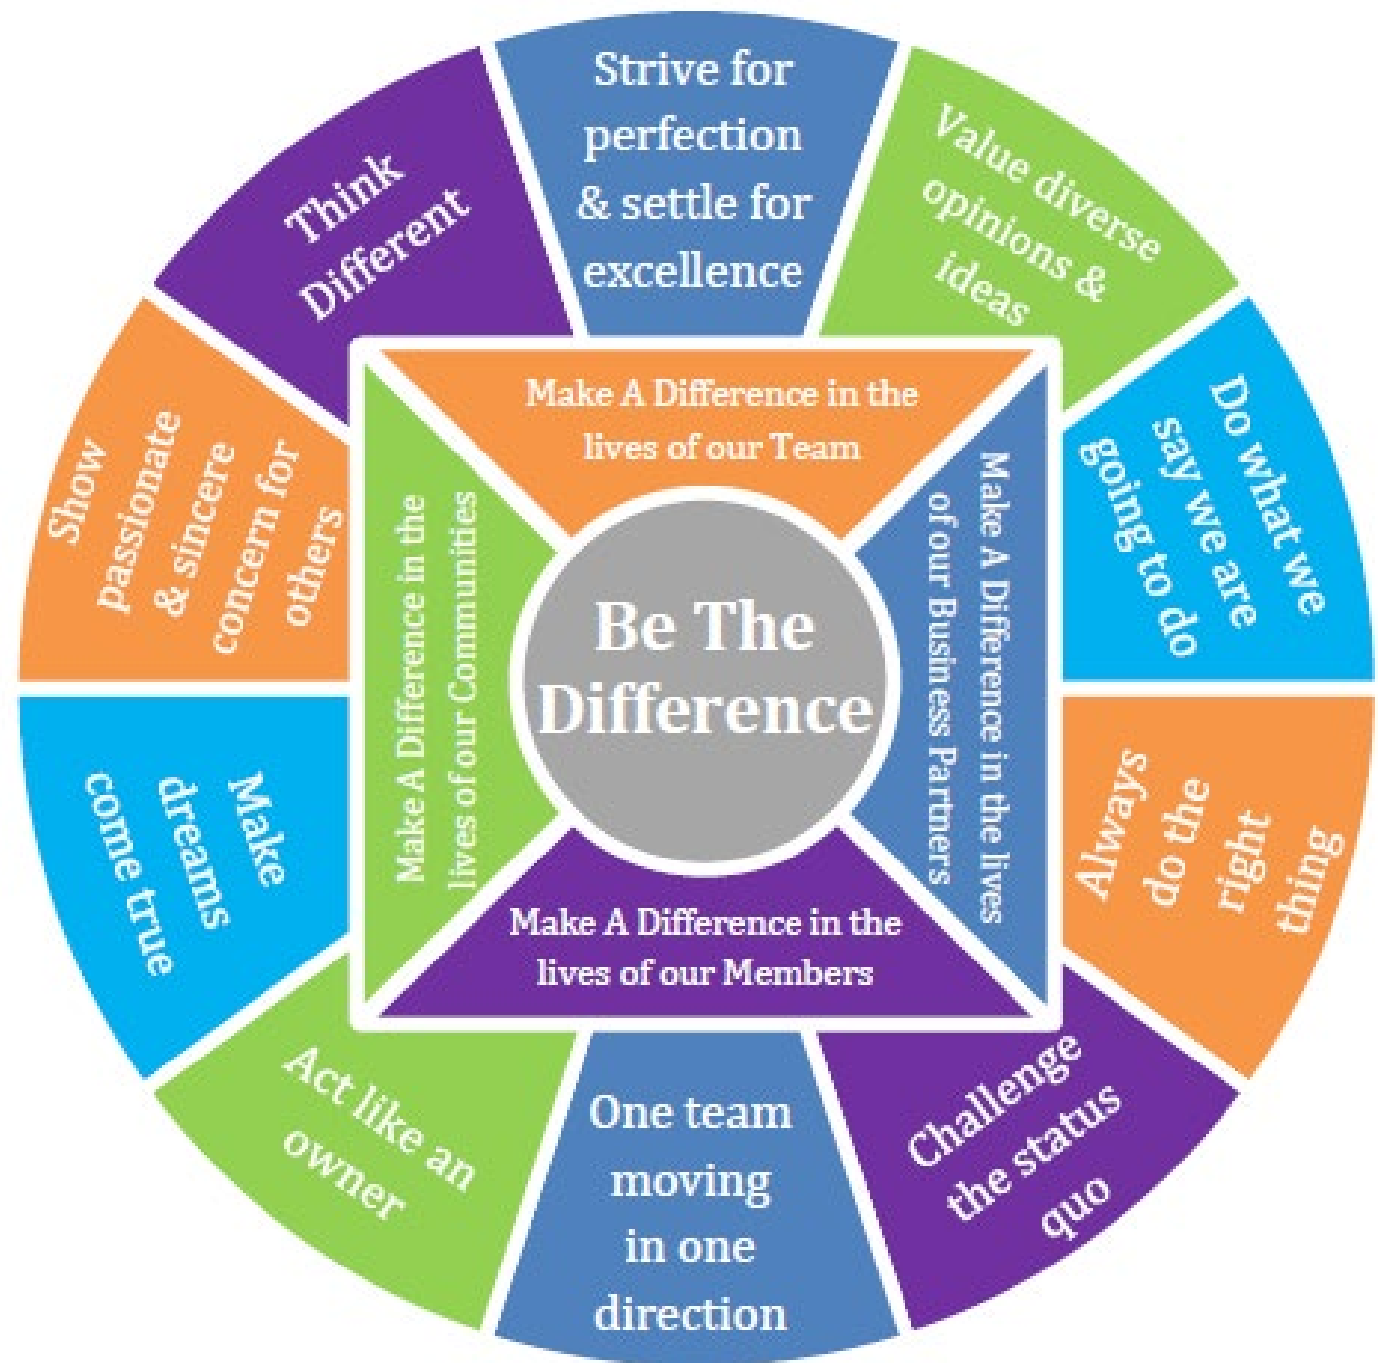 Strive for
perfection
& settle for
excellence
Value diverse
opinions &
ideas
Do what we
say we are
going to do
Always
do the
right
thing
Challenge
the status
quo
One team
moving
in one
direction
Act like an
owner
Make
dreams
come true
Show
passionate
& sincere
concern for
others
Think
Different
Make A Difference in the
lives of our Team
Make A Difference in the lives
of our Business Partners
Make A Difference in the
lives of our Members
Make A Difference in the
lives of our Communities
Be The
Difference